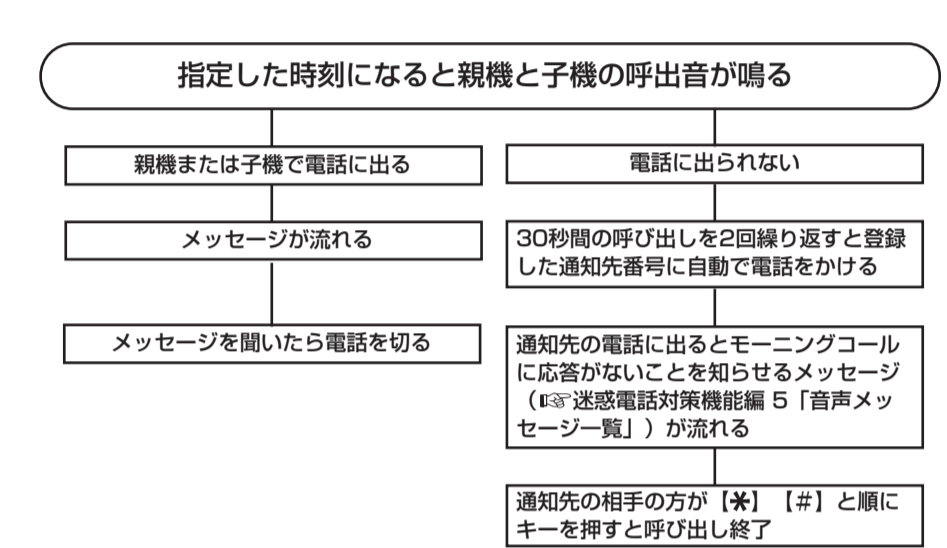 指定した時刻になると親機と子機の呼出音が鳴る
親機または子機で電話に出る
メッセージが流れる
メッセージを聞いたら電話を切る
電話に出られない
30秒間の呼び出しを2回繰り返すと登録
した通知先番号に自動で電話をかける
通知先の電話に出るとモーニングコール
に応答がないことを知らせるメッセージ
（☞迷惑電話対策機能編 5「音声メッ
セージ一覧」）が流れる
通知先の相手の方が【＊】【＃】と順に
キーを押すと呼び出し終了